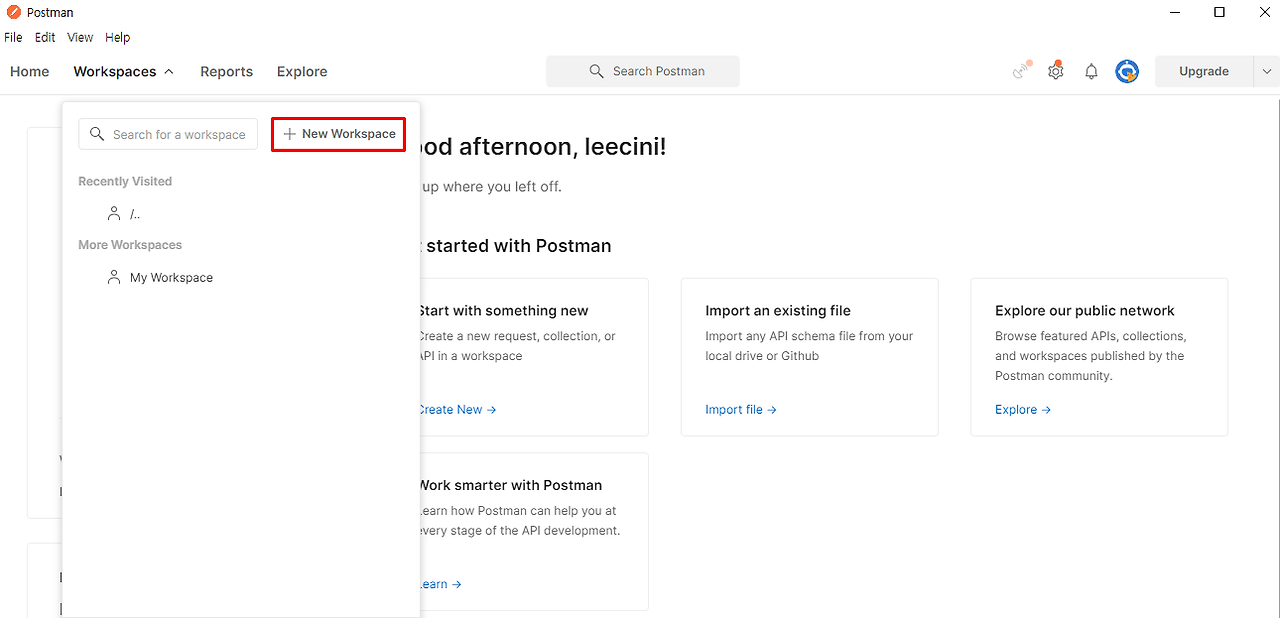 Postman
File Edit View Help
Home Workspaces Reports Explore Search Postman Upgrade
Search for a workspace
New Workspace
Recently Visited
/..
More Workspaces
My Workspace
afternoon, leecini!
up where you left off.
started with Postman
Start with something new
Create a new request, collection, or
API in a workspace
Create New →
Import an existing file
Import any API schema file from your
local drive or Github
Import file →
Explore our public network
Browse featured APIs, collections,
and workspaces published by the
Postman community.
Explore →
Work smarter with Postman
Learn how Postman can help you at
every stage of the API development.
Learn →